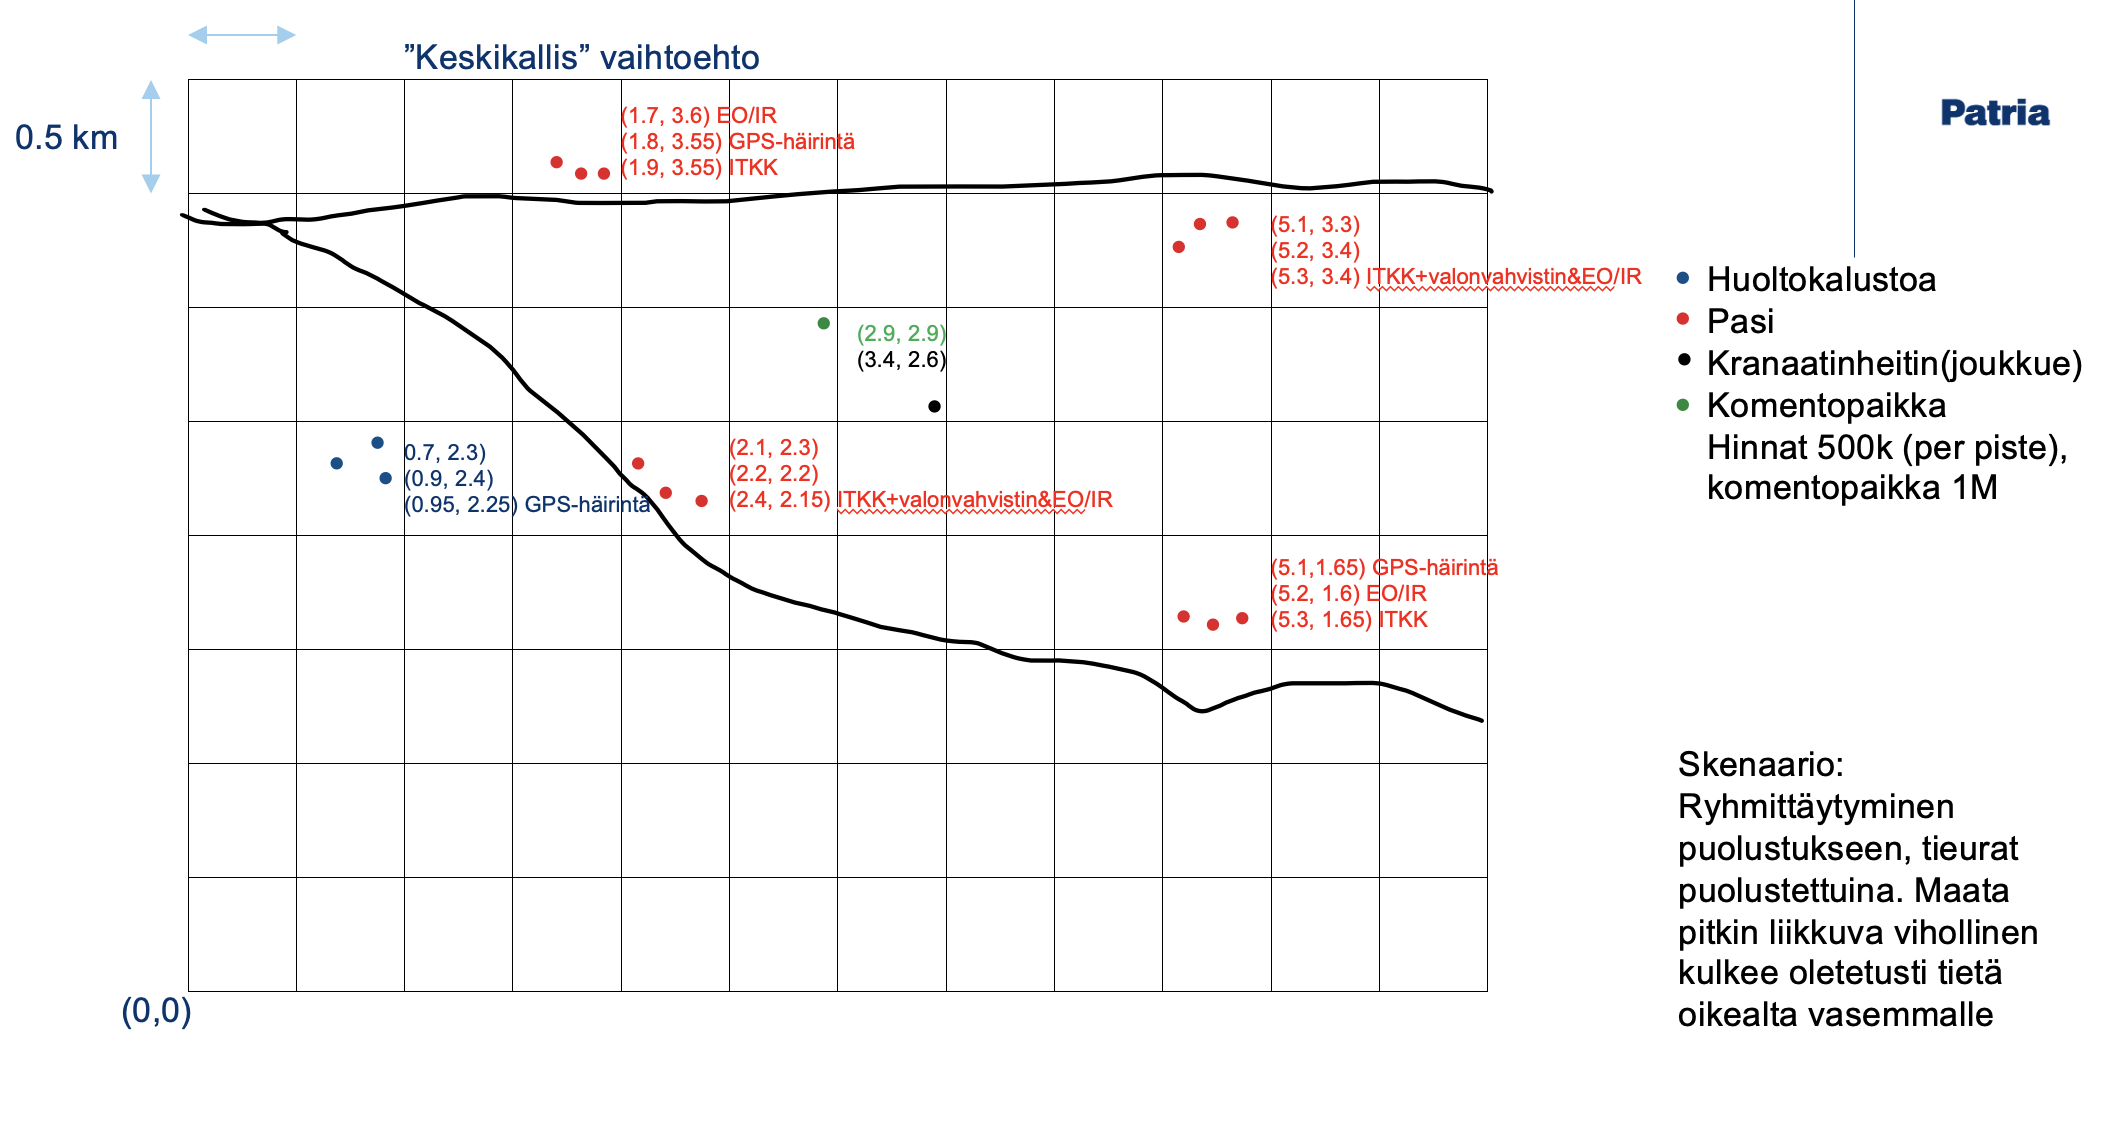 ”Keskikallis” vaihtoehto
Patria
0.5 km
(1.7, 3.6) EO/IR
(1.8, 3.55) GPS-häirintä
(1.9, 3.55) ITKK
(5.1, 3.3)
(5.2, 3.4)
(5.3, 3.4) ITKK+valonvahvistin&EO/IR
(2.9, 2.9)
(3.4, 2.6)
0.7, 2.3)
(0.9, 2.4)
(0.95, 2.25) GPS-häirintä
(2.1, 2.3)
(2.2, 2.2)
(2.4, 2.15) ITKK+valonvahvistin&EO/IR
(5.1,1.65) GPS-häirintä
(5.2, 1.6) EO/IR
(5.3, 1.65) ITKK
(0,0)
Huoltokalustoa
Pasi
Kranaatinheitin(joukkue)
Komentopaikka
Hinnat 500k (per piste),
komentopaikka 1M
Skenaario:
Ryhmittäytyminen
puolustukseen, tieurat
puolustettuina. Maata
pitkin liikkuva vihollinen
kulkee oletetusti tietä
oikealta vasemmalle